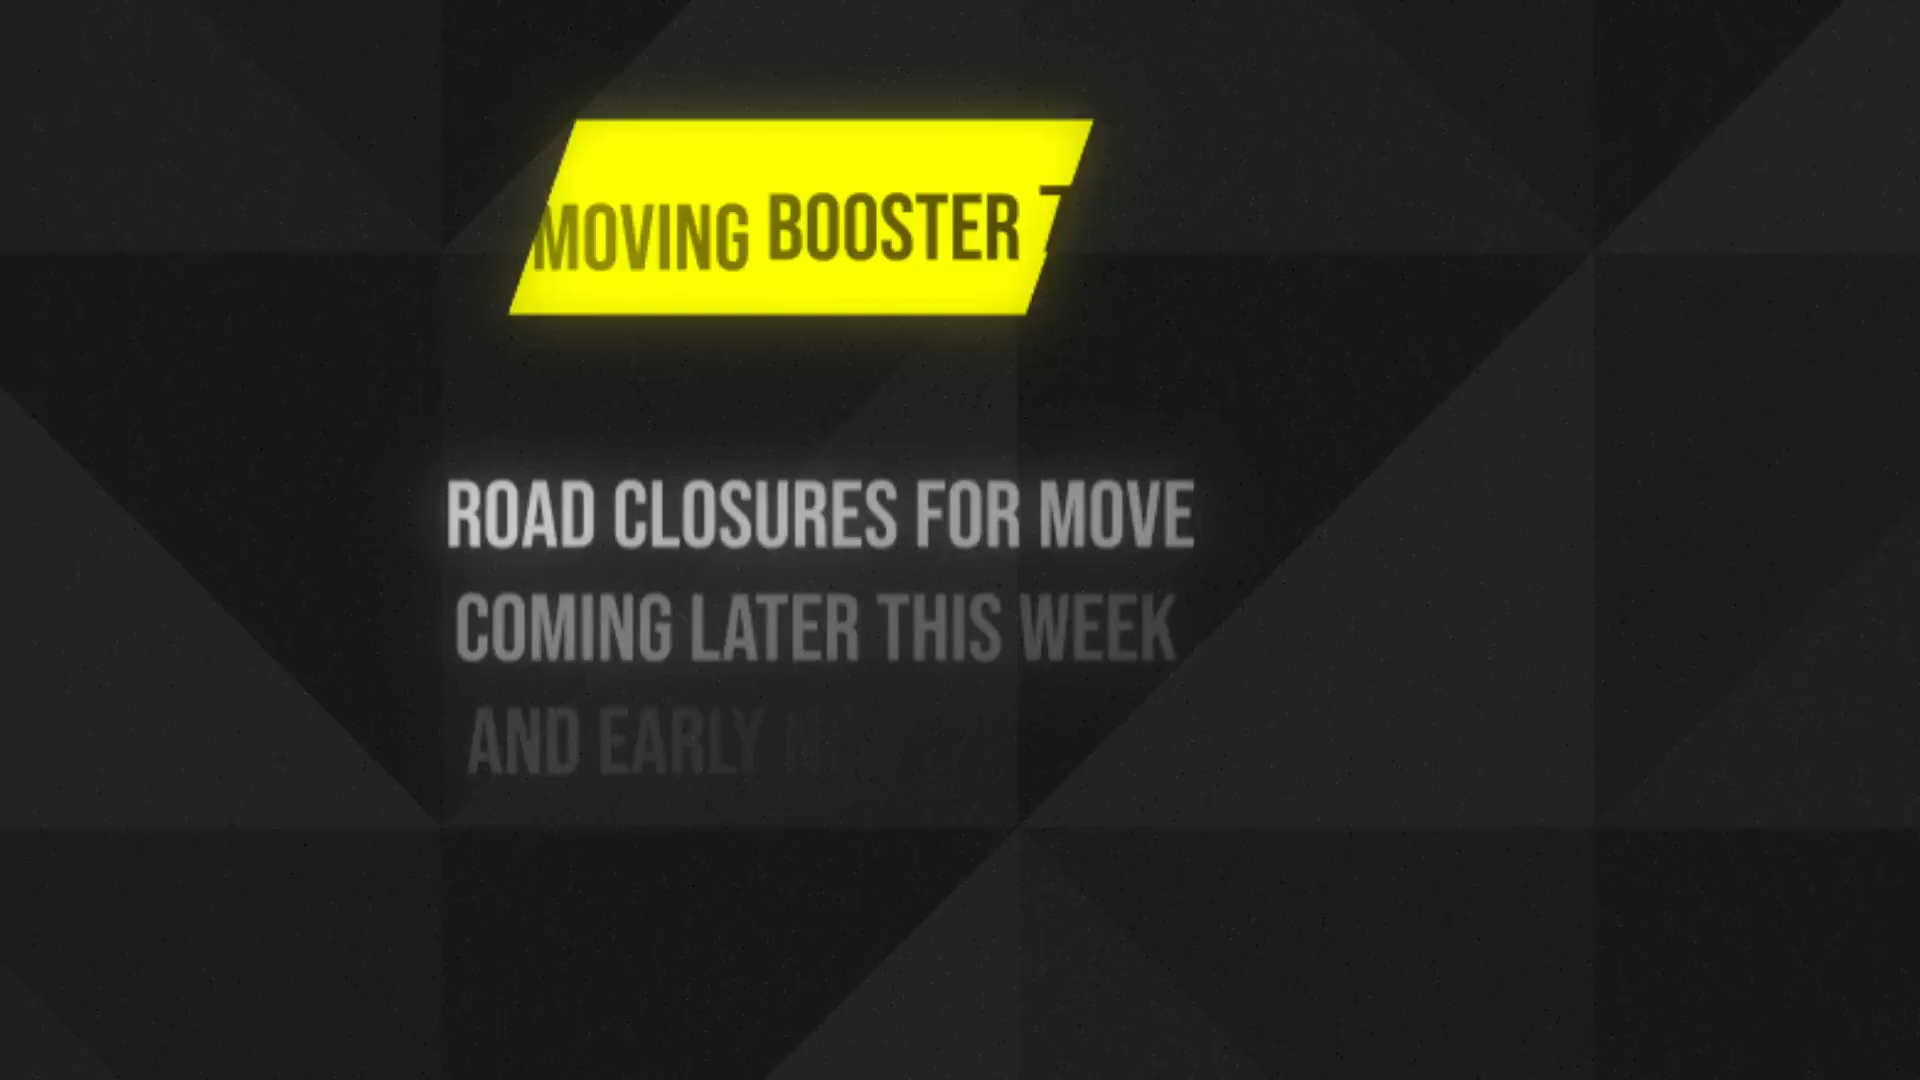 MOVING BOOSTER
ROAD CLOSURES FOR MOVE
COMING LATER THIS WEEK
AND EARLY